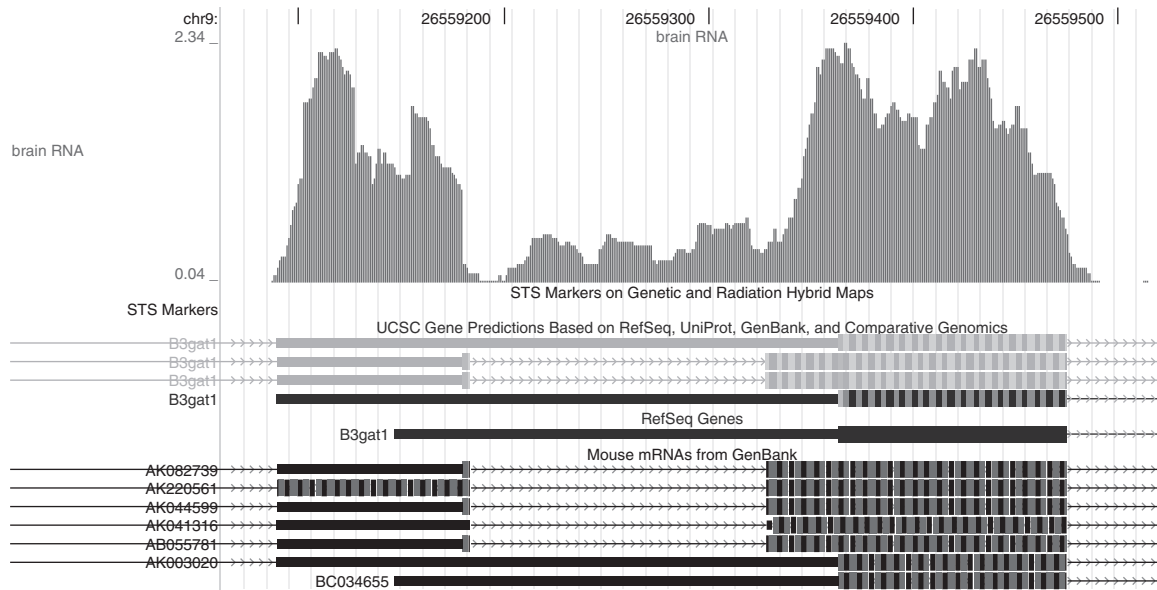 chr9: 26559200 26559300 26559400 26559500
2.34 brain RNA
brain RNA
0.04
STS Markers on Genetic and Radiation Hybrid Maps
STS Markers
UCSC Gene Predictions Based on RefSeq, UniProt, GenBank, and Comparative Genomics
B3gat1
B3gat1
B3gat1
B3gat1
RefSeq Genes
B3gat1
Mouse mRNAs from GenBank
AK082739
AK220561
AK044599
AK041316
AB055781
AK003020
BC034655